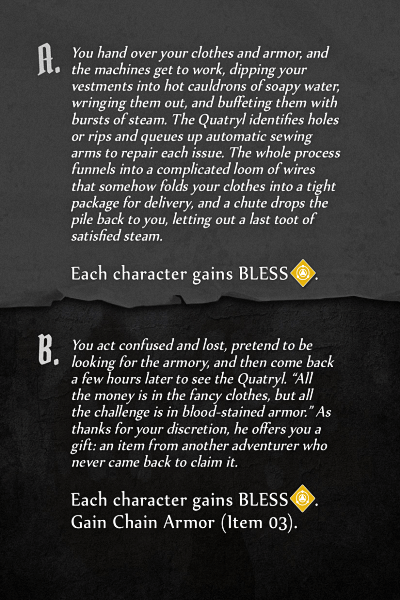 A.
You hand over your clothes and armor, and
the machines get to work, dipping your
vestments into hot cauldrons of soapy water,
wringing them out, and buffeting them with
bursts of steam. The Quatryl identifies holes
or rips and queues up automatic sewing
arms to repair each issue. The whole process
funnels into a complicated loom of wires
that somehow folds your clothes into a tight
package for delivery, and a chute drops the
pile back to you, letting out a last toot of
satisfied steam.
Each character gains BLESS.
B.
You act confused and lost, pretend to be
looking for the armory, and then come back
a few hours later to see the Quatryl. “All
the money is in the fancy clothes, but all
the challenge is in blood-stained armor.” As
thanks for your discretion, he offers you a
gift: an item from another adventurer who
never came back to claim it.
Each character gains BLESS.
Gain Chain Armor (Item 03).